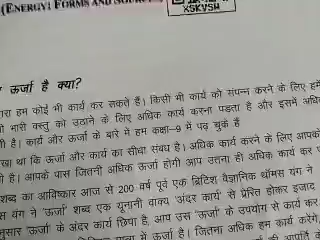 (ENERGY: FORMS AND
X5KV5H
ऊर्जा है क्या?
हम कोई भी कार्य कर सकते हैं। किसी भी कार्य को संपन्न करने के लिए हमें
भारी वस्तु को उठाने के लिए अधिक कार्य करना पड़ता है और इसमें
है। कार्य और ऊर्जा के बारे में हम कक्षा–9 में पढ़ चुके हैं
था कि ऊर्जा और कार्य का सीधा संबंध है। अधिक कार्य करने के लिए आपको
है। आपके पास जितनी अधिक ऊर्जा होगी आप उतना ही अधिक कार्य कर
शब्द का आविष्कार आज से 200 वर्ष पूर्व एक ब्रिटिश वैज्ञानिक थॉमस यंग ने
यंग ने 'ऊर्जा' शब्द एक यूनानी वाक्य 'अंदर कार्य' से प्रेरित होकर इजाद
'ऊर्जा' के अंदर कार्य छिपा है, आप उस 'ऊर्जा' के उपयोग से कार्य कर
में ऊर्जा है। जितना अधिक हम कार्य करेंगे,